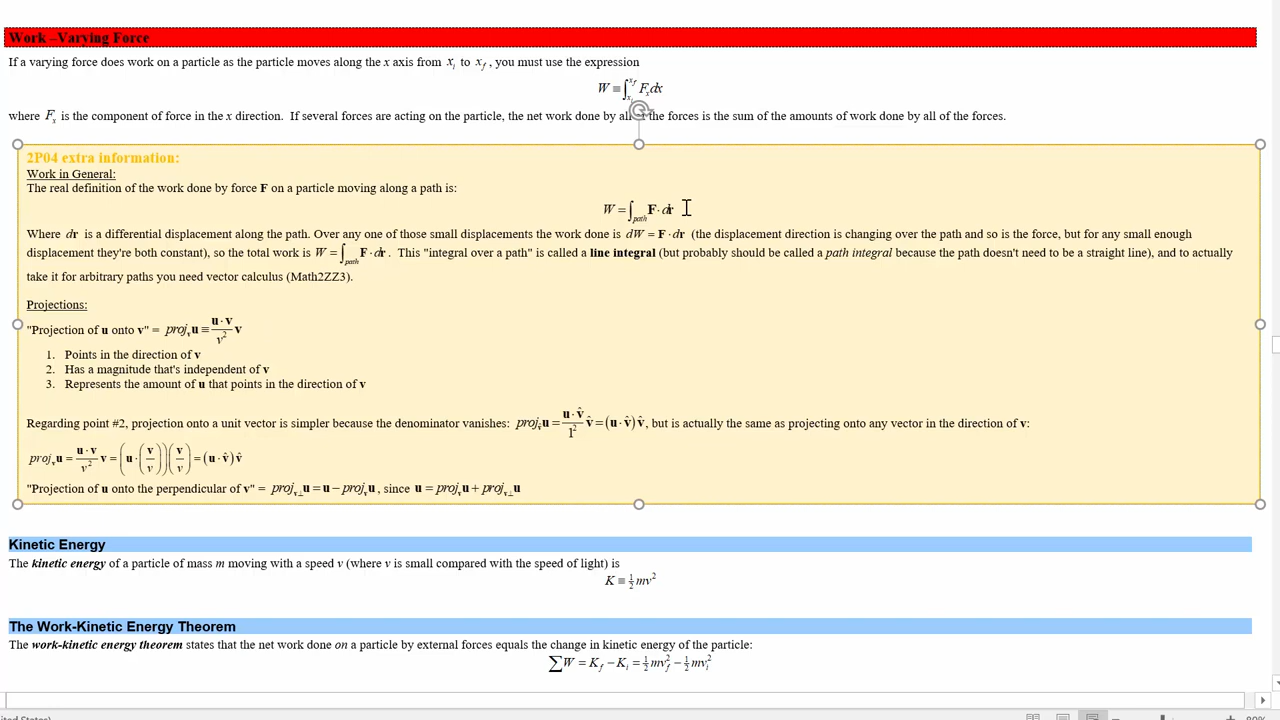 Work –Varying Force
If a varying force does work on a particle as the particle moves along the x axis from x_i to x_f, you must use the expression
W ≡ ∫_{x_i}^{x_f} F_x dx
where F_x is the component of force in the x direction. If several forces are acting on the particle, the net work done by all the forces is the sum of the amounts of work done by all of the forces.
2P04 extra information:
Work in General:
The real definition of the work done by force F on a particle moving along a path is:
W = ∫_{path} F · dr
Where dr is a differential displacement along the path. Over any one of those small displacements the work done is dW = F · dr (the displacement direction is changing over the path and so is the force, but for any small enough
displacement they're both constant), so the total work is W = ∫_{path} F · dr. This "integral over a path" is called a line integral (but probably should be called a path integral because the path doesn't need to be a straight line), and to actually
take it for arbitrary paths you need vector calculus (Math2ZZ3).
Projections:
"Projection of u onto v" = proj_v u ≡ (u · v / v²) v
1. Points in the direction of v
2. Has a magnitude that's independent of v
3. Represents the amount of u that points in the direction of v
Regarding point #2, projection onto a unit vector is simpler because the denominator vanishes: proj_v u = (u · v̂ / 1²) v̂ = (u · v̂) v̂, but is actually the same as projecting onto any vector in the direction of v:
proj_v u = (u · v / v²) v = (u · (v / v)) (v / v) = (u · v̂) v̂
"Projection of u onto the perpendicular of v" = proj_{v⊥} u = u − proj_v u, since u = proj_v u + proj_{v⊥} u
Kinetic Energy
The kinetic energy of a particle of mass m moving with a speed v (where v is small compared with the speed of light) is
K ≡ ½mv²
The Work-Kinetic Energy Theorem
The work-kinetic energy theorem states that the net work done on a particle by external forces equals the change in kinetic energy of the particle:
∑W = K_f − K_i = ½mv_f² − ½mv_i²